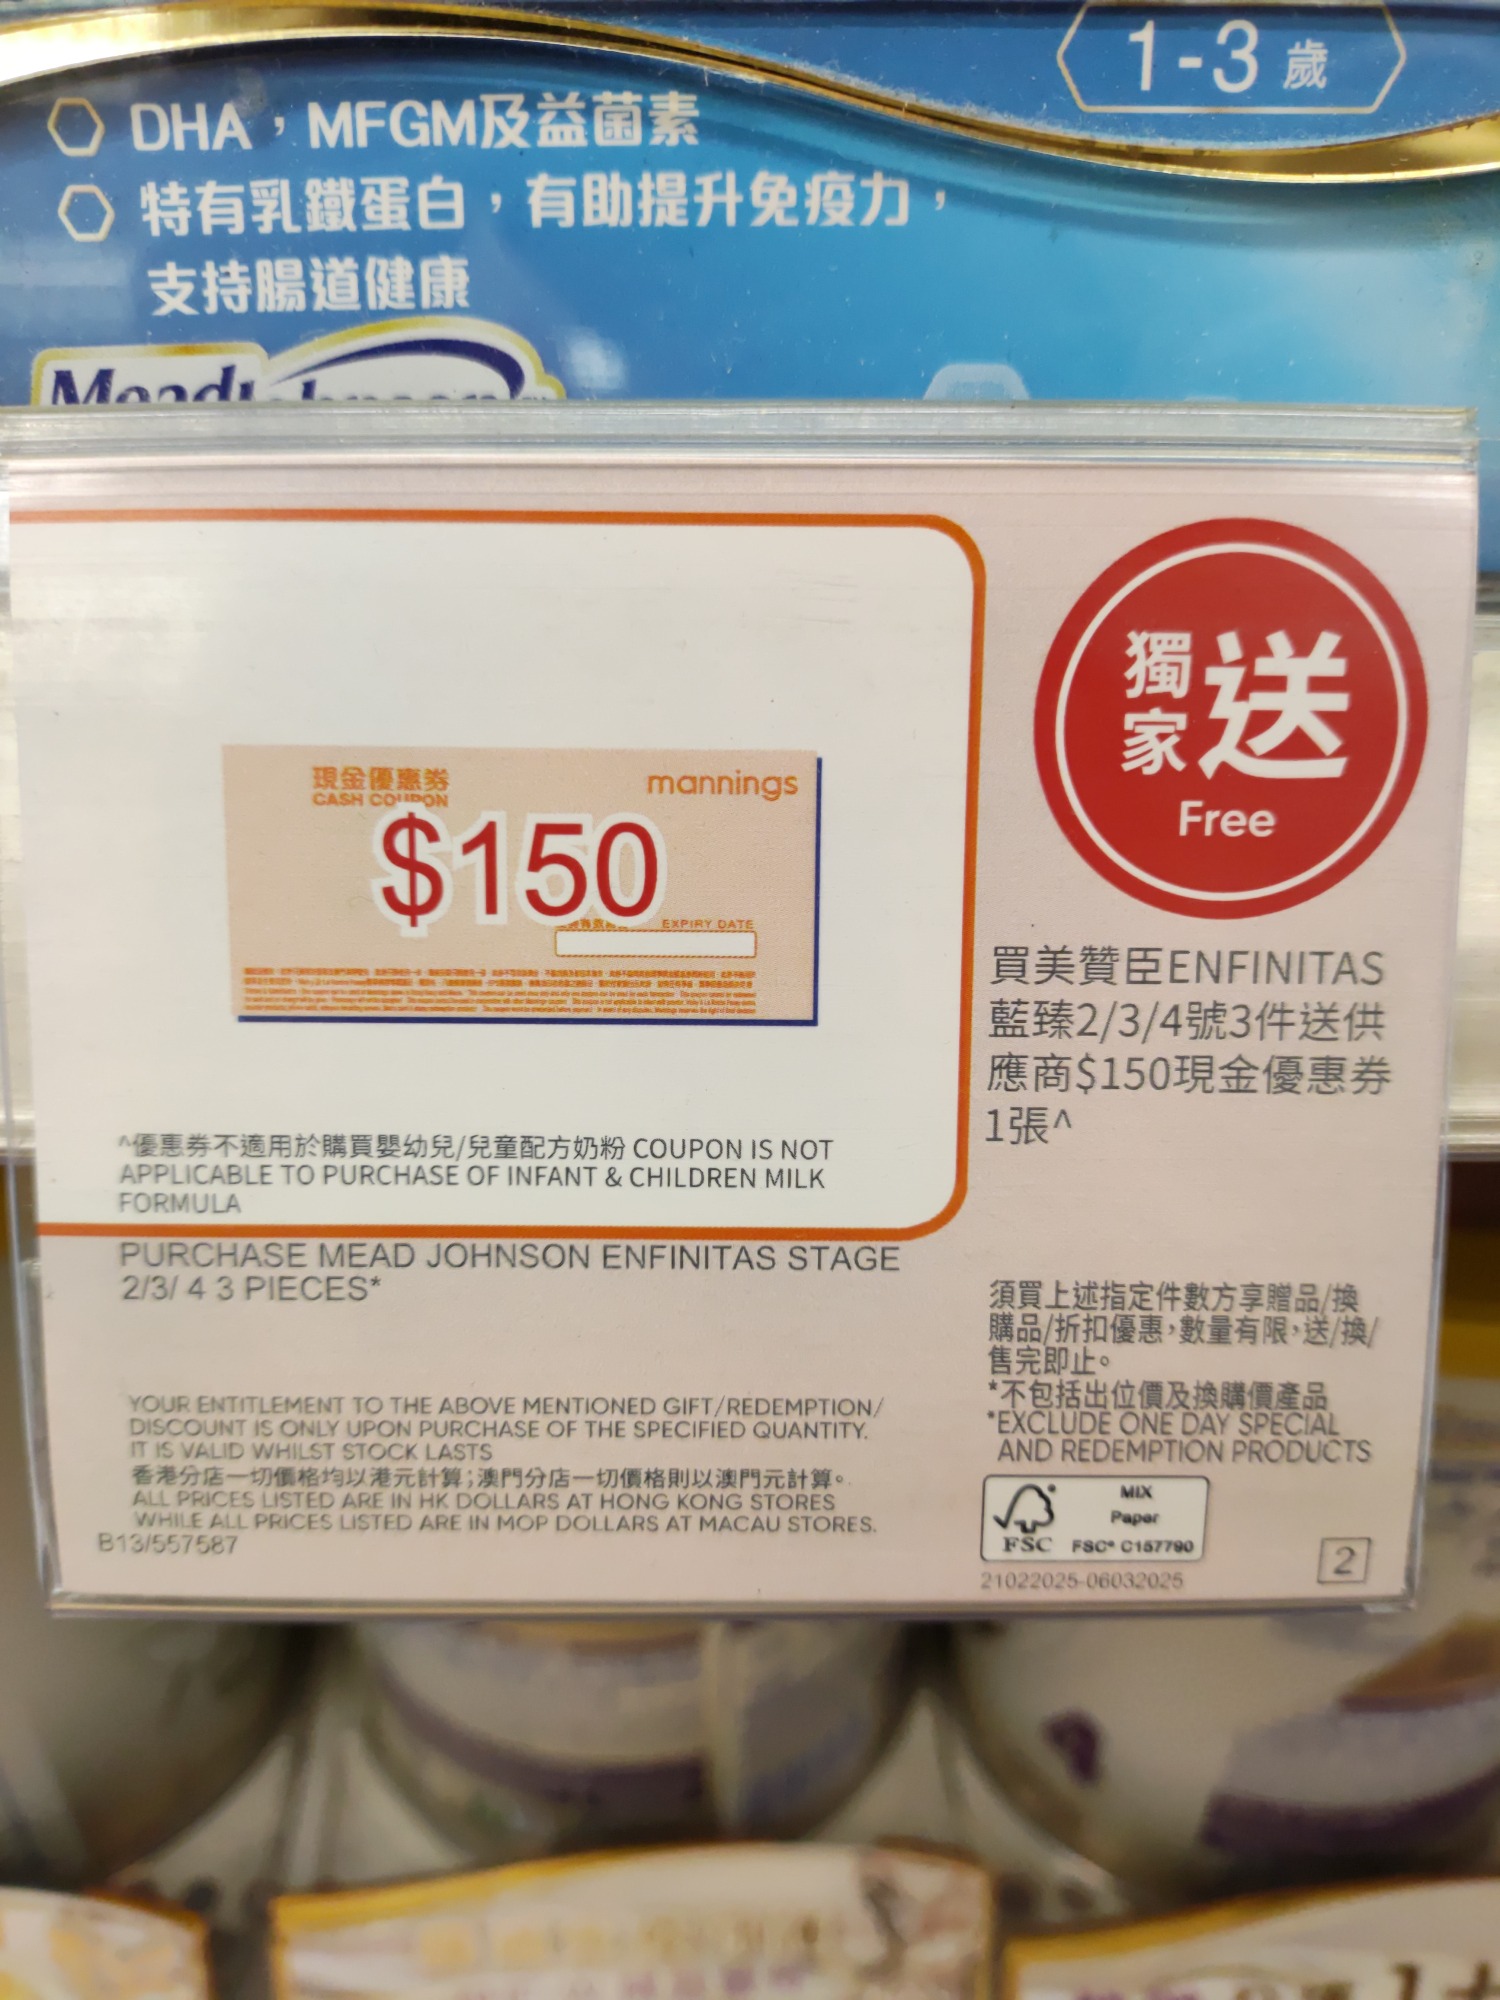 1-3 歲
DHA，MFGM及益菌素
特有乳鐵蛋白，有助提升免疫力，
支持腸道健康
現金優惠券
CASH COUPON
mannings
$150
EXPIRY DATE
獨家送
Free
買美贊臣ENFINITAS
藍臻2/3/4號3件送供
應商$150現金優惠券
1張^
^優惠券不適用於購買嬰幼兒/兒童配方奶粉 COUPON IS NOT
APPLICABLE TO PURCHASE OF INFANT & CHILDREN MILK
FORMULA
PURCHASE MEAD JOHNSON ENFINITAS STAGE
2/3/ 4 3 PIECES*
須買上述指定件數方享贈品/換
購品/折扣優惠，數量有限，送/換/
售完即止。
*不包括出位價及換購價產品
*EXCLUDE ONE DAY SPECIAL
AND REDEMPTION PRODUCTS
YOUR ENTITLEMENT TO THE ABOVE MENTIONED GIFT/REDEMPTION/
DISCOUNT IS ONLY UPON PURCHASE OF THE SPECIFIED QUANTITY.
IT IS VALID WHILST STOCK LASTS
香港分店一切價格均以港元計算；澳門分店一切價格則以澳門元計算。
ALL PRICES LISTED ARE IN HK DOLLARS AT HONG KONG STORES
WHILE ALL PRICES LISTED ARE IN MOP DOLLARS AT MACAU STORES.
B13/557587
FSC
MIX
Paper
FSC® C157790
21022025-06032025
2